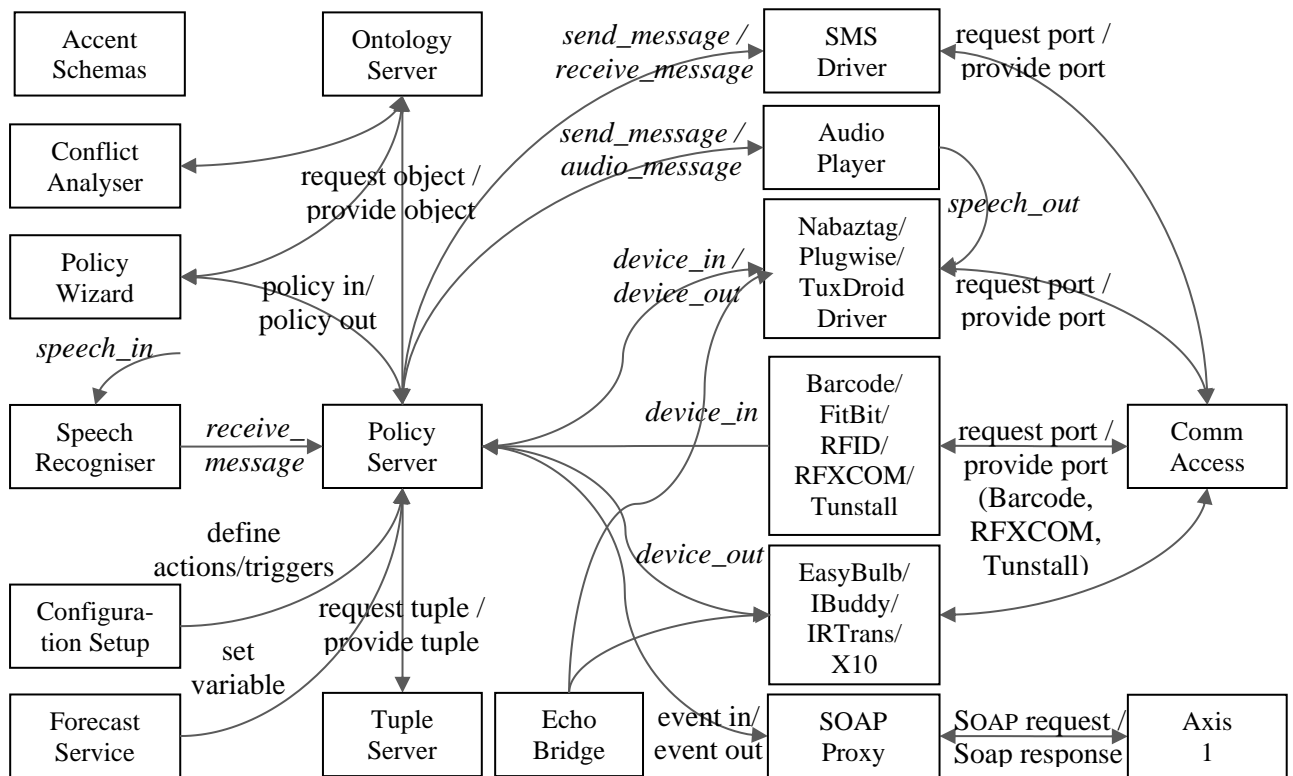 Accent
Schemas
Ontology
Server
send_message /
receive_message
SMS
Driver
request port /
provide port
Conflict
Analyser
request object /
provide object
send_message /
audio_message
Audio
Player
speech_out
Policy
Wizard
policy in/
policy out
device_in /
device_out
Nabaztag/
Plugwise/
TuxDroid
Driver
request port /
provide port
speech_in
Speech
Recogniser
receive_
message
Policy
Server
device_in
Barcode/
FitBit/
RFID/
RFXCOM/
Tunstall
request port /
provide port
(Barcode,
RFXCOM,
Tunstall)
Comm
Access
define
actions/triggers
Configura-
tion Setup
request tuple /
provide tuple
device_out
EasyBulb/
IBuddy/
IRTrans/
X10
set
variable
Forecast
Service
Tuple
Server
Echo
Bridge
event in/
event out
SOAP
Proxy
SOAP request /
Soap response
Axis
1